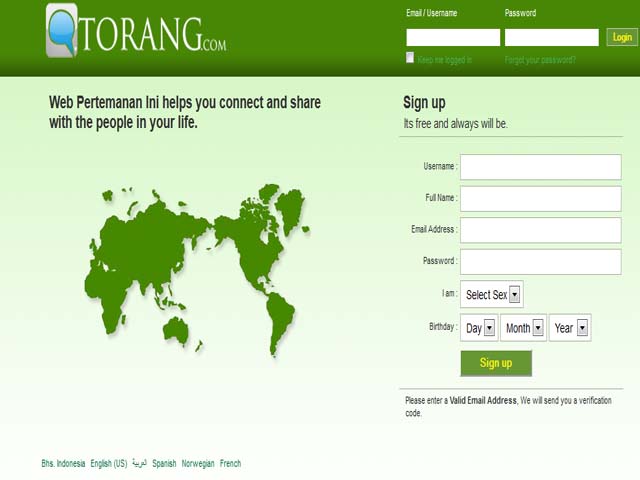 TORANG.COM
Email / Username
Password
Login
Keep me logged in
Forgot your password?
Web Pertemanan Ini helps you connect and share
with the people in your life.
Sign up
Its free and always will be.
Username :
Full Name :
Email Address :
Password :
I am :
Select Sex
Birthday :
Day
Month
Year
Sign up
Please enter a Valid Email Address, We will send you a verification
code.
Bhs. Indonesia English (US) العربية Spanish Norwegian French